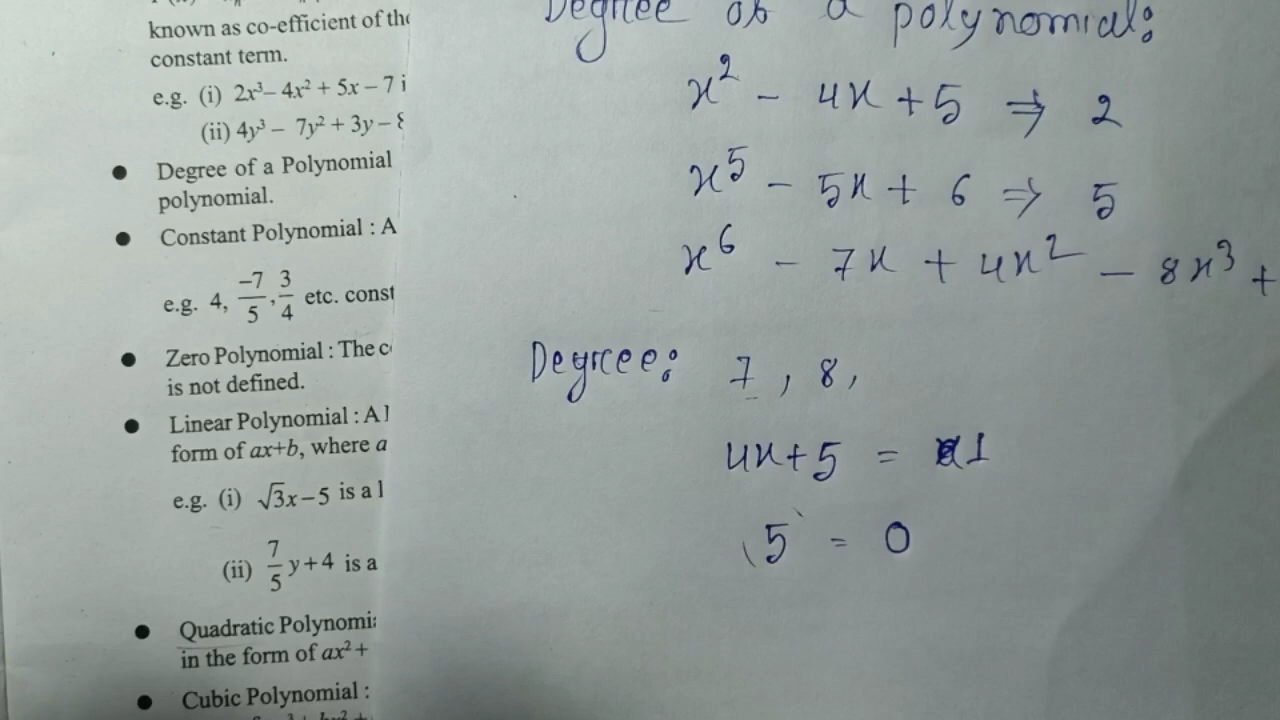 known as co-efficient of the
constant term.
e.g. (i) 2x³– 4x² + 5x – 7 i
(ii) 4y³ – 7y² + 3y –
● Degree of a Polynomial
polynomial.
● Constant Polynomial : A
e.g. 4, –7/5, 3/4 etc. const
● Zero Polynomial : The c
is not defined.
● Linear Polynomial : A l
form of ax+b, where a
e.g. (i) √3x – 5 is a l
(ii) 7/5 y + 4 is a
● Quadratic Polynomi
in the form of ax² +
● Cubic Polynomial :
Degree of a polynomial:
x² – 4x + 5 ⇒ 2
x⁵ – 5x + 6 ⇒ 5
x⁶ – 7x + 4x² – 8x³ +
Degree: 7, 8,
4x+5 = 1
5 = 0